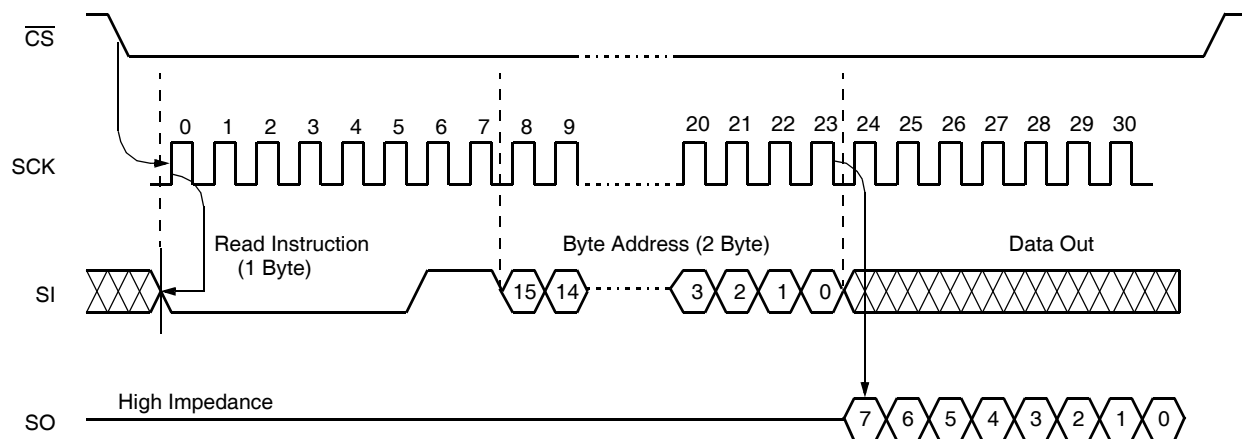 CS
0 1 2 3 4 5 6 7 8 9 20 21 22 23 24 25 26 27 28 29 30
SCK
Read Instruction
(1 Byte)
Byte Address (2 Byte)
Data Out
SI
15 14 3 2 1 0
High Impedance
SO
7 6 5 4 3 2 1 0